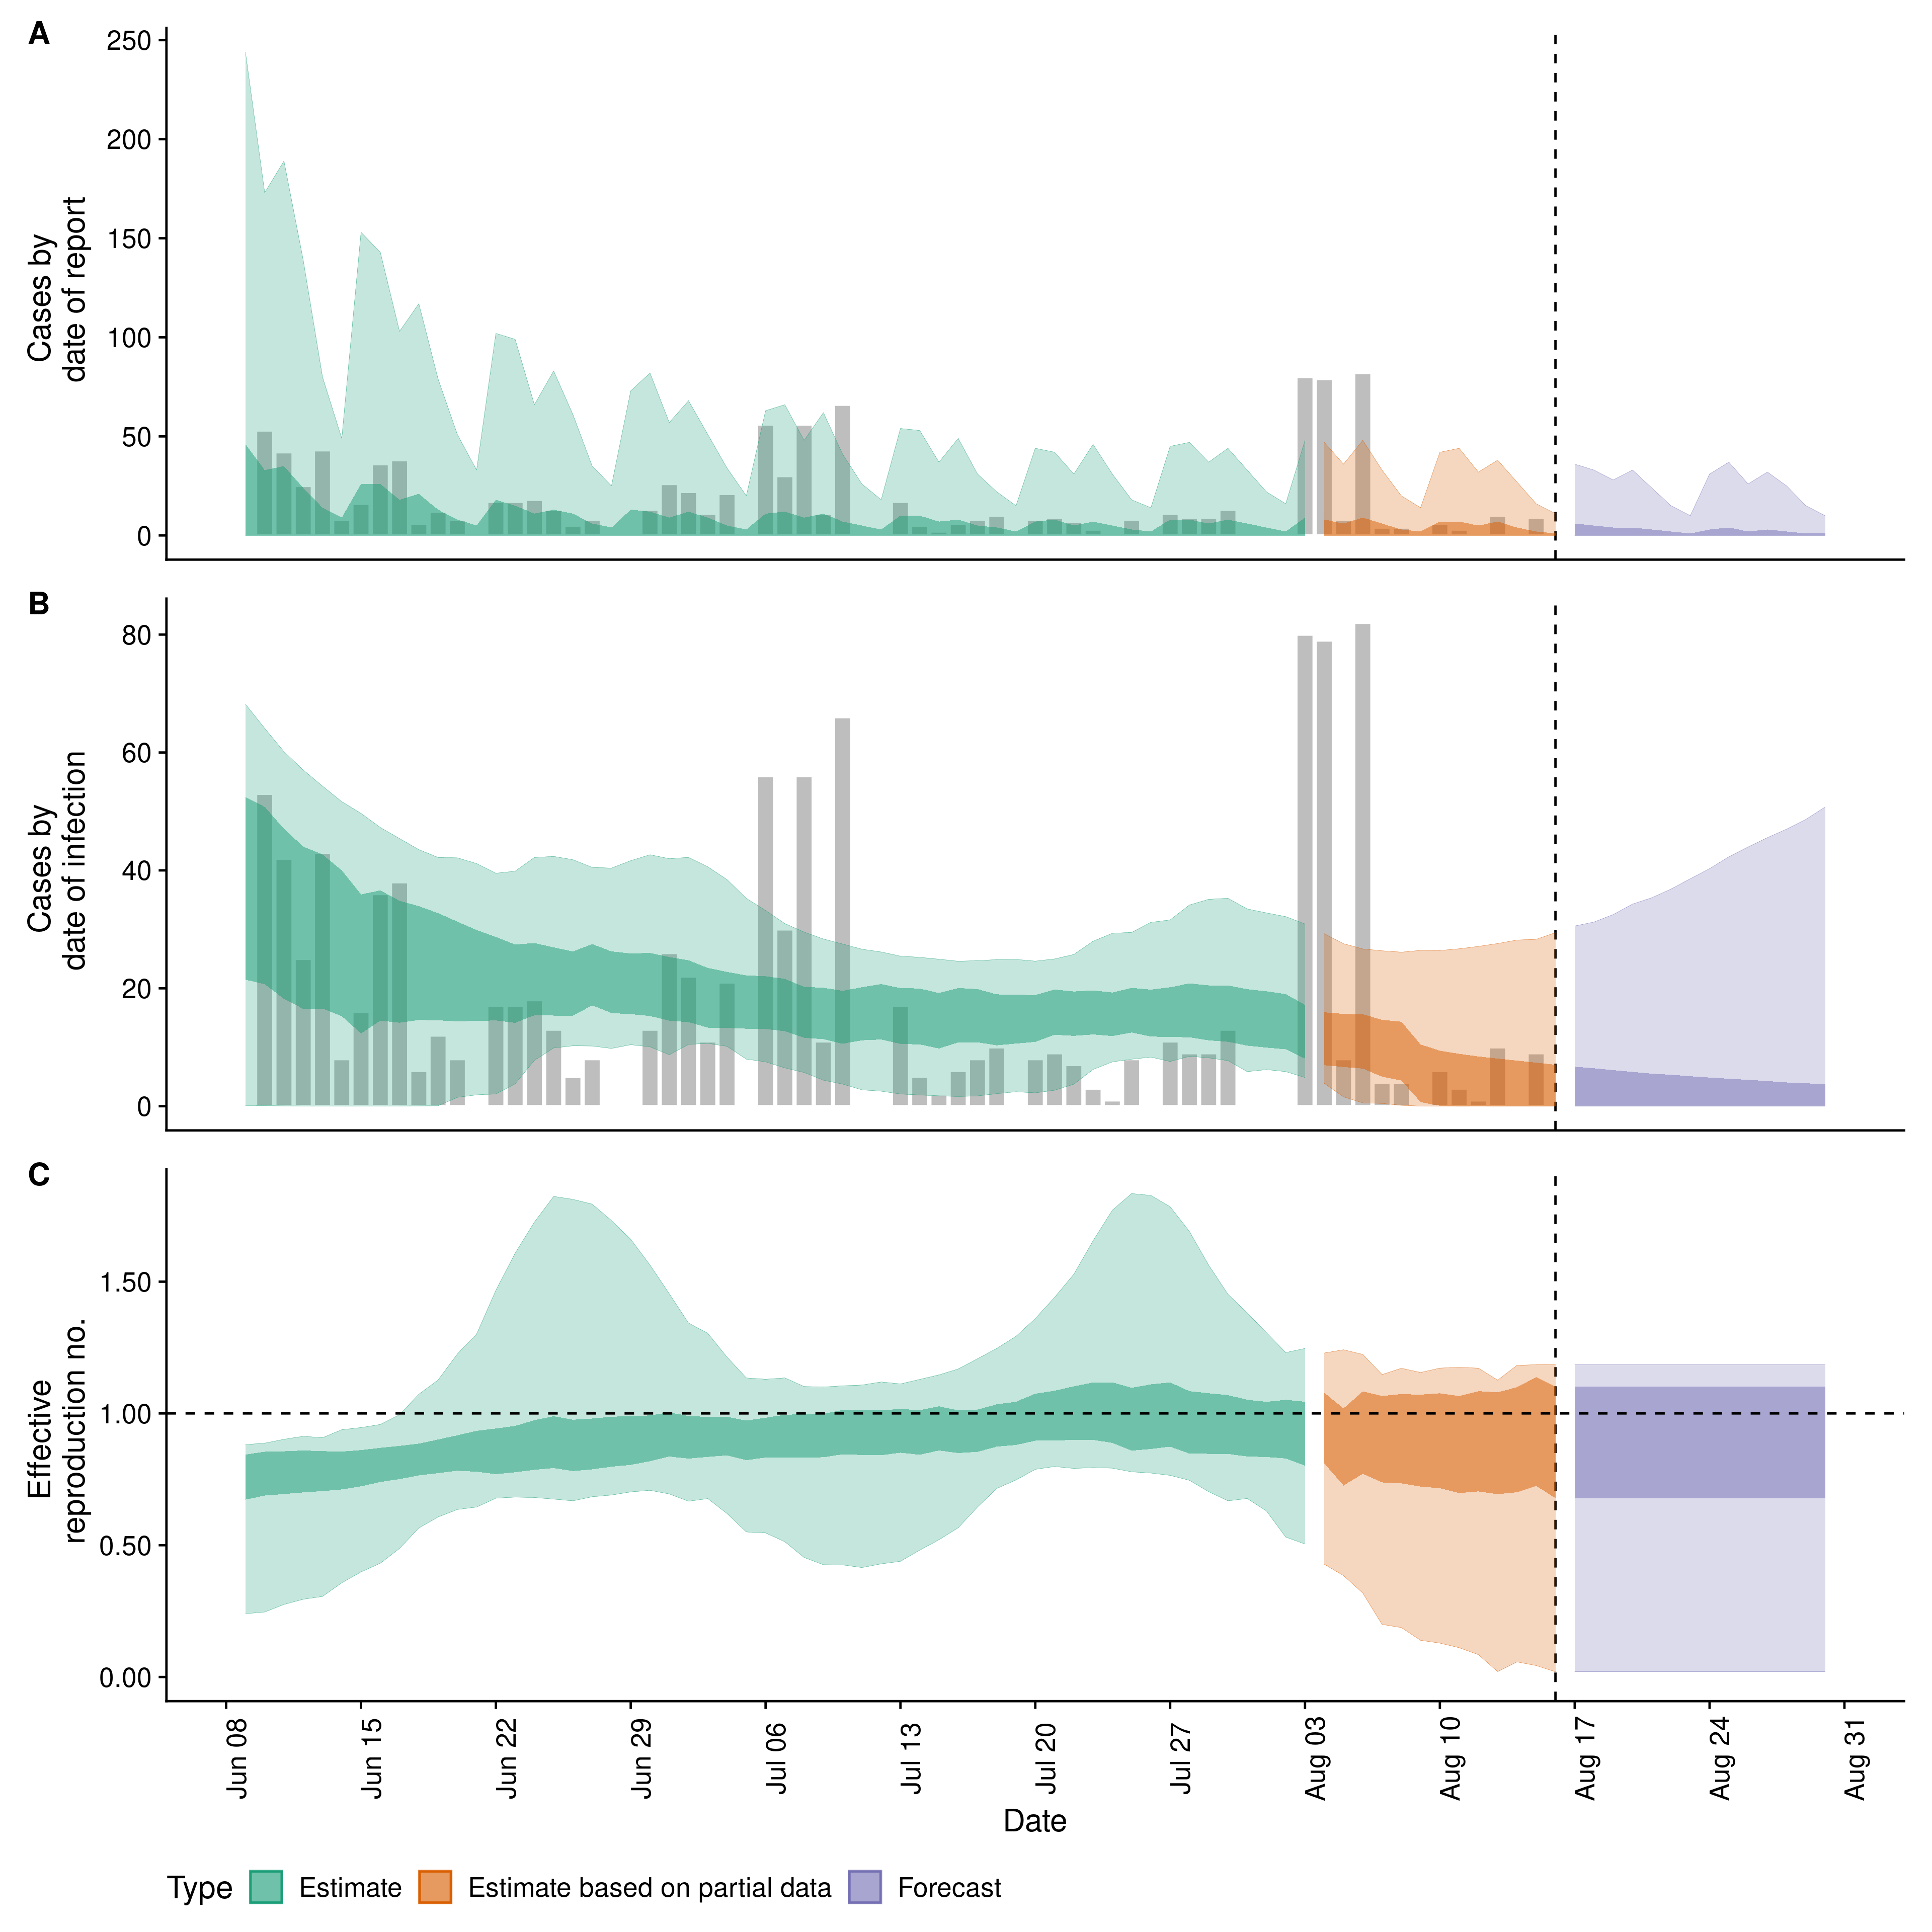 A
Cases by
date of report
250
200
150
100
50
0
B
Cases by
date of infection
80
60
40
20
0
C
Effective
reproduction no.
1.50
1.00
0.50
0.00
Jun 08
Jun 15
Jun 22
Jun 29
Jul 06
Jul 13
Jul 20
Jul 27
Aug 03
Aug 10
Aug 17
Aug 24
Aug 31
Date
Type Estimate Estimate based on partial data Forecast